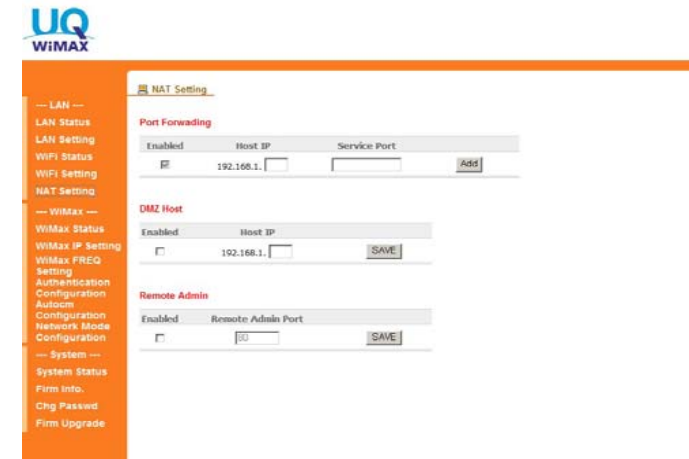 UQ
WiMAX
NAT Setting
--- LAN ---
LAN Status
LAN Setting
WiFi Status
WiFi Setting
NAT Setting
--- WiMax ---
WiMax Status
WiMax IP Setting
WiMax FREQ
Setting
Authentication
Configuration
Autocm
Configuration
Network Mode
Configuration
--- System ---
System Status
Firm Info.
Chg Passwd
Firm Upgrade
Port Forwading
Enabled Host IP Service Port
192.168.1. Add
DMZ Host
Enabled Host IP
192.168.1. SAVE
Remote Admin
Enabled Remote Admin Port
80 SAVE